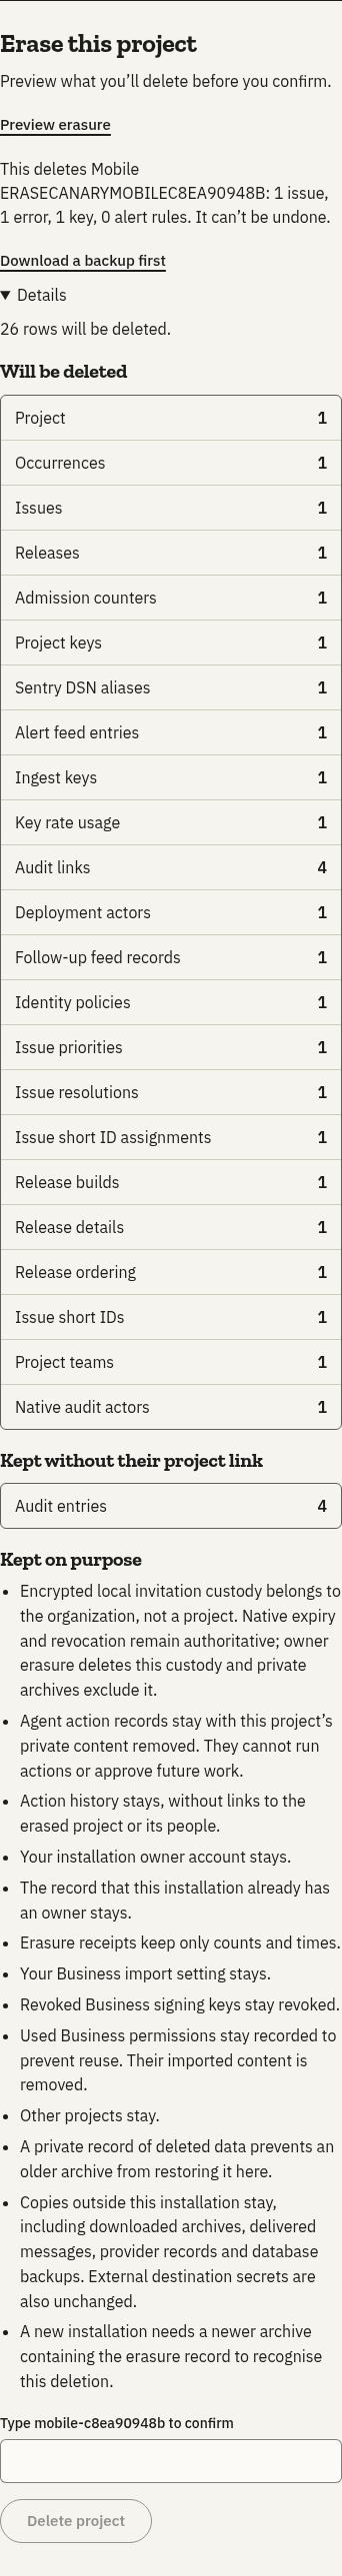 Erase this project
Preview what you’ll delete before you confirm.
Preview erasure
This deletes Mobile
ERASECANARYMOBILEC8EA90948B: 1 issue,
1 error, 1 key, 0 alert rules. It can’t be undone.
Download a backup first
▼ Details
26 rows will be deleted.
Will be deleted
Project 1
Occurrences 1
Issues 1
Releases 1
Admission counters 1
Project keys 1
Sentry DSN aliases 1
Alert feed entries 1
Ingest keys 1
Key rate usage 1
Audit links 4
Deployment actors 1
Follow-up feed records 1
Identity policies 1
Issue priorities 1
Issue resolutions 1
Issue short ID assignments 1
Release builds 1
Release details 1
Release ordering 1
Issue short IDs 1
Project teams 1
Native audit actors 1
Kept without their project link
Audit entries 4
Kept on purpose
• Encrypted local invitation custody belongs to
the organization, not a project. Native expiry
and revocation remain authoritative; owner
erasure deletes this custody and private
archives exclude it.
• Agent action records stay with this project’s
private content removed. They cannot run
actions or approve future work.
• Action history stays, without links to the
erased project or its people.
• Your installation owner account stays.
• The record that this installation already has
an owner stays.
• Erasure receipts keep only counts and times.
• Your Business import setting stays.
• Revoked Business signing keys stay revoked.
• Used Business permissions stay recorded to
prevent reuse. Their imported content is
removed.
• Other projects stay.
• A private record of deleted data prevents an
older archive from restoring it here.
• Copies outside this installation stay,
including downloaded archives, delivered
messages, provider records and database
backups. External destination secrets are
also unchanged.
• A new installation needs a newer archive
containing the erasure record to recognise
this deletion.
Type mobile-c8ea90948b to confirm
Delete project